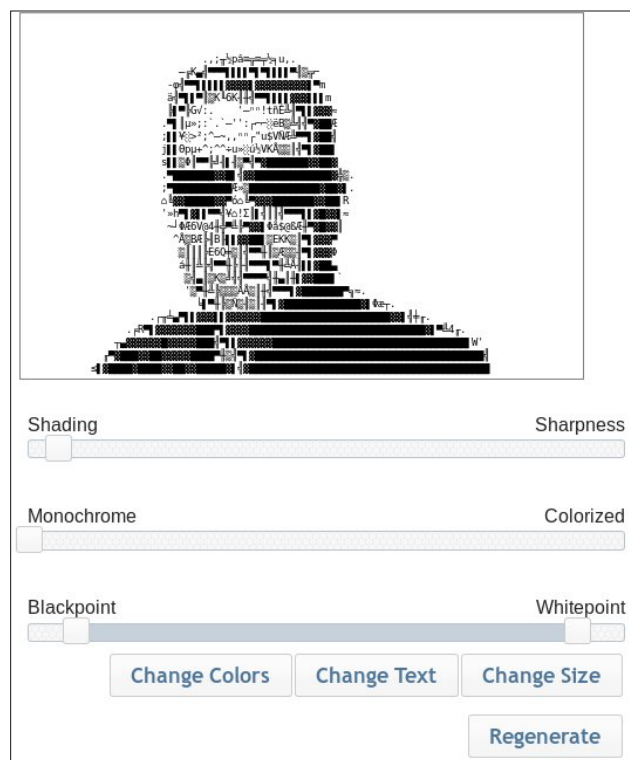 Shading Sharpness
Monochrome Colorized
Blackpoint Whitepoint
Change Colors Change Text Change Size
Regenerate